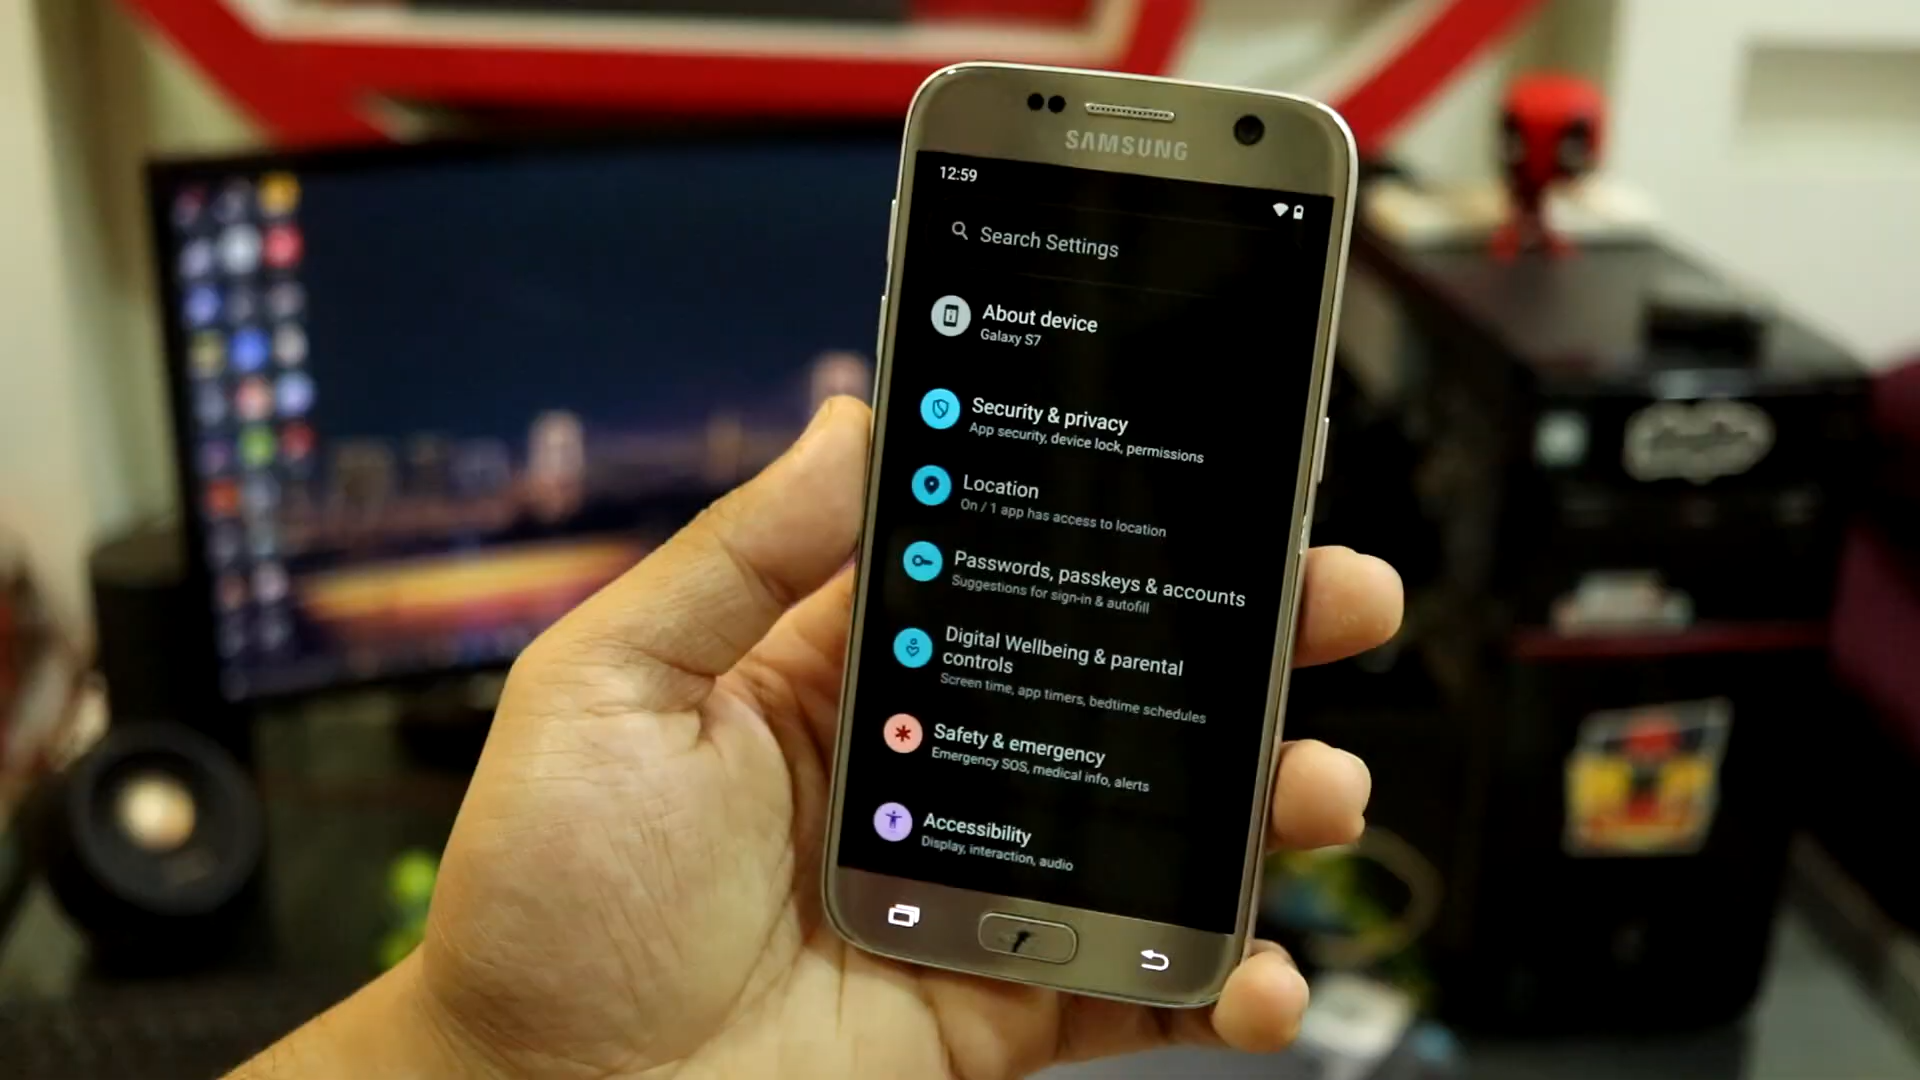 SAMSUNG
12:59
Search Settings
About device
Galaxy S7
Security & privacy
App security, device lock, permissions
Location
On / 1 app has access to location
Passwords, passkeys & accounts
Suggestions for sign-in & autofill
Digital Wellbeing & parental
controls
Screen time, app timers, bedtime schedules
Safety & emergency
Emergency SOS, medical info, alerts
Accessibility
Display, interaction, audio